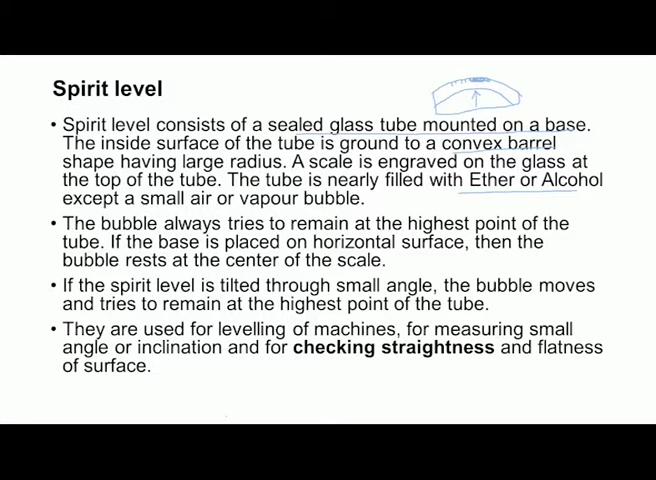 Spirit level
• Spirit level consists of a sealed glass tube mounted on a base.
The inside surface of the tube is ground to a convex barrel
shape having large radius. A scale is engraved on the glass at
the top of the tube. The tube is nearly filled with Ether or Alcohol
except a small air or vapour bubble.
• The bubble always tries to remain at the highest point of the
tube. If the base is placed on horizontal surface, then the
bubble rests at the center of the scale.
• If the spirit level is tilted through small angle, the bubble moves
and tries to remain at the highest point of the tube.
• They are used for levelling of machines, for measuring small
angle or inclination and for checking straightness and flatness
of surface.